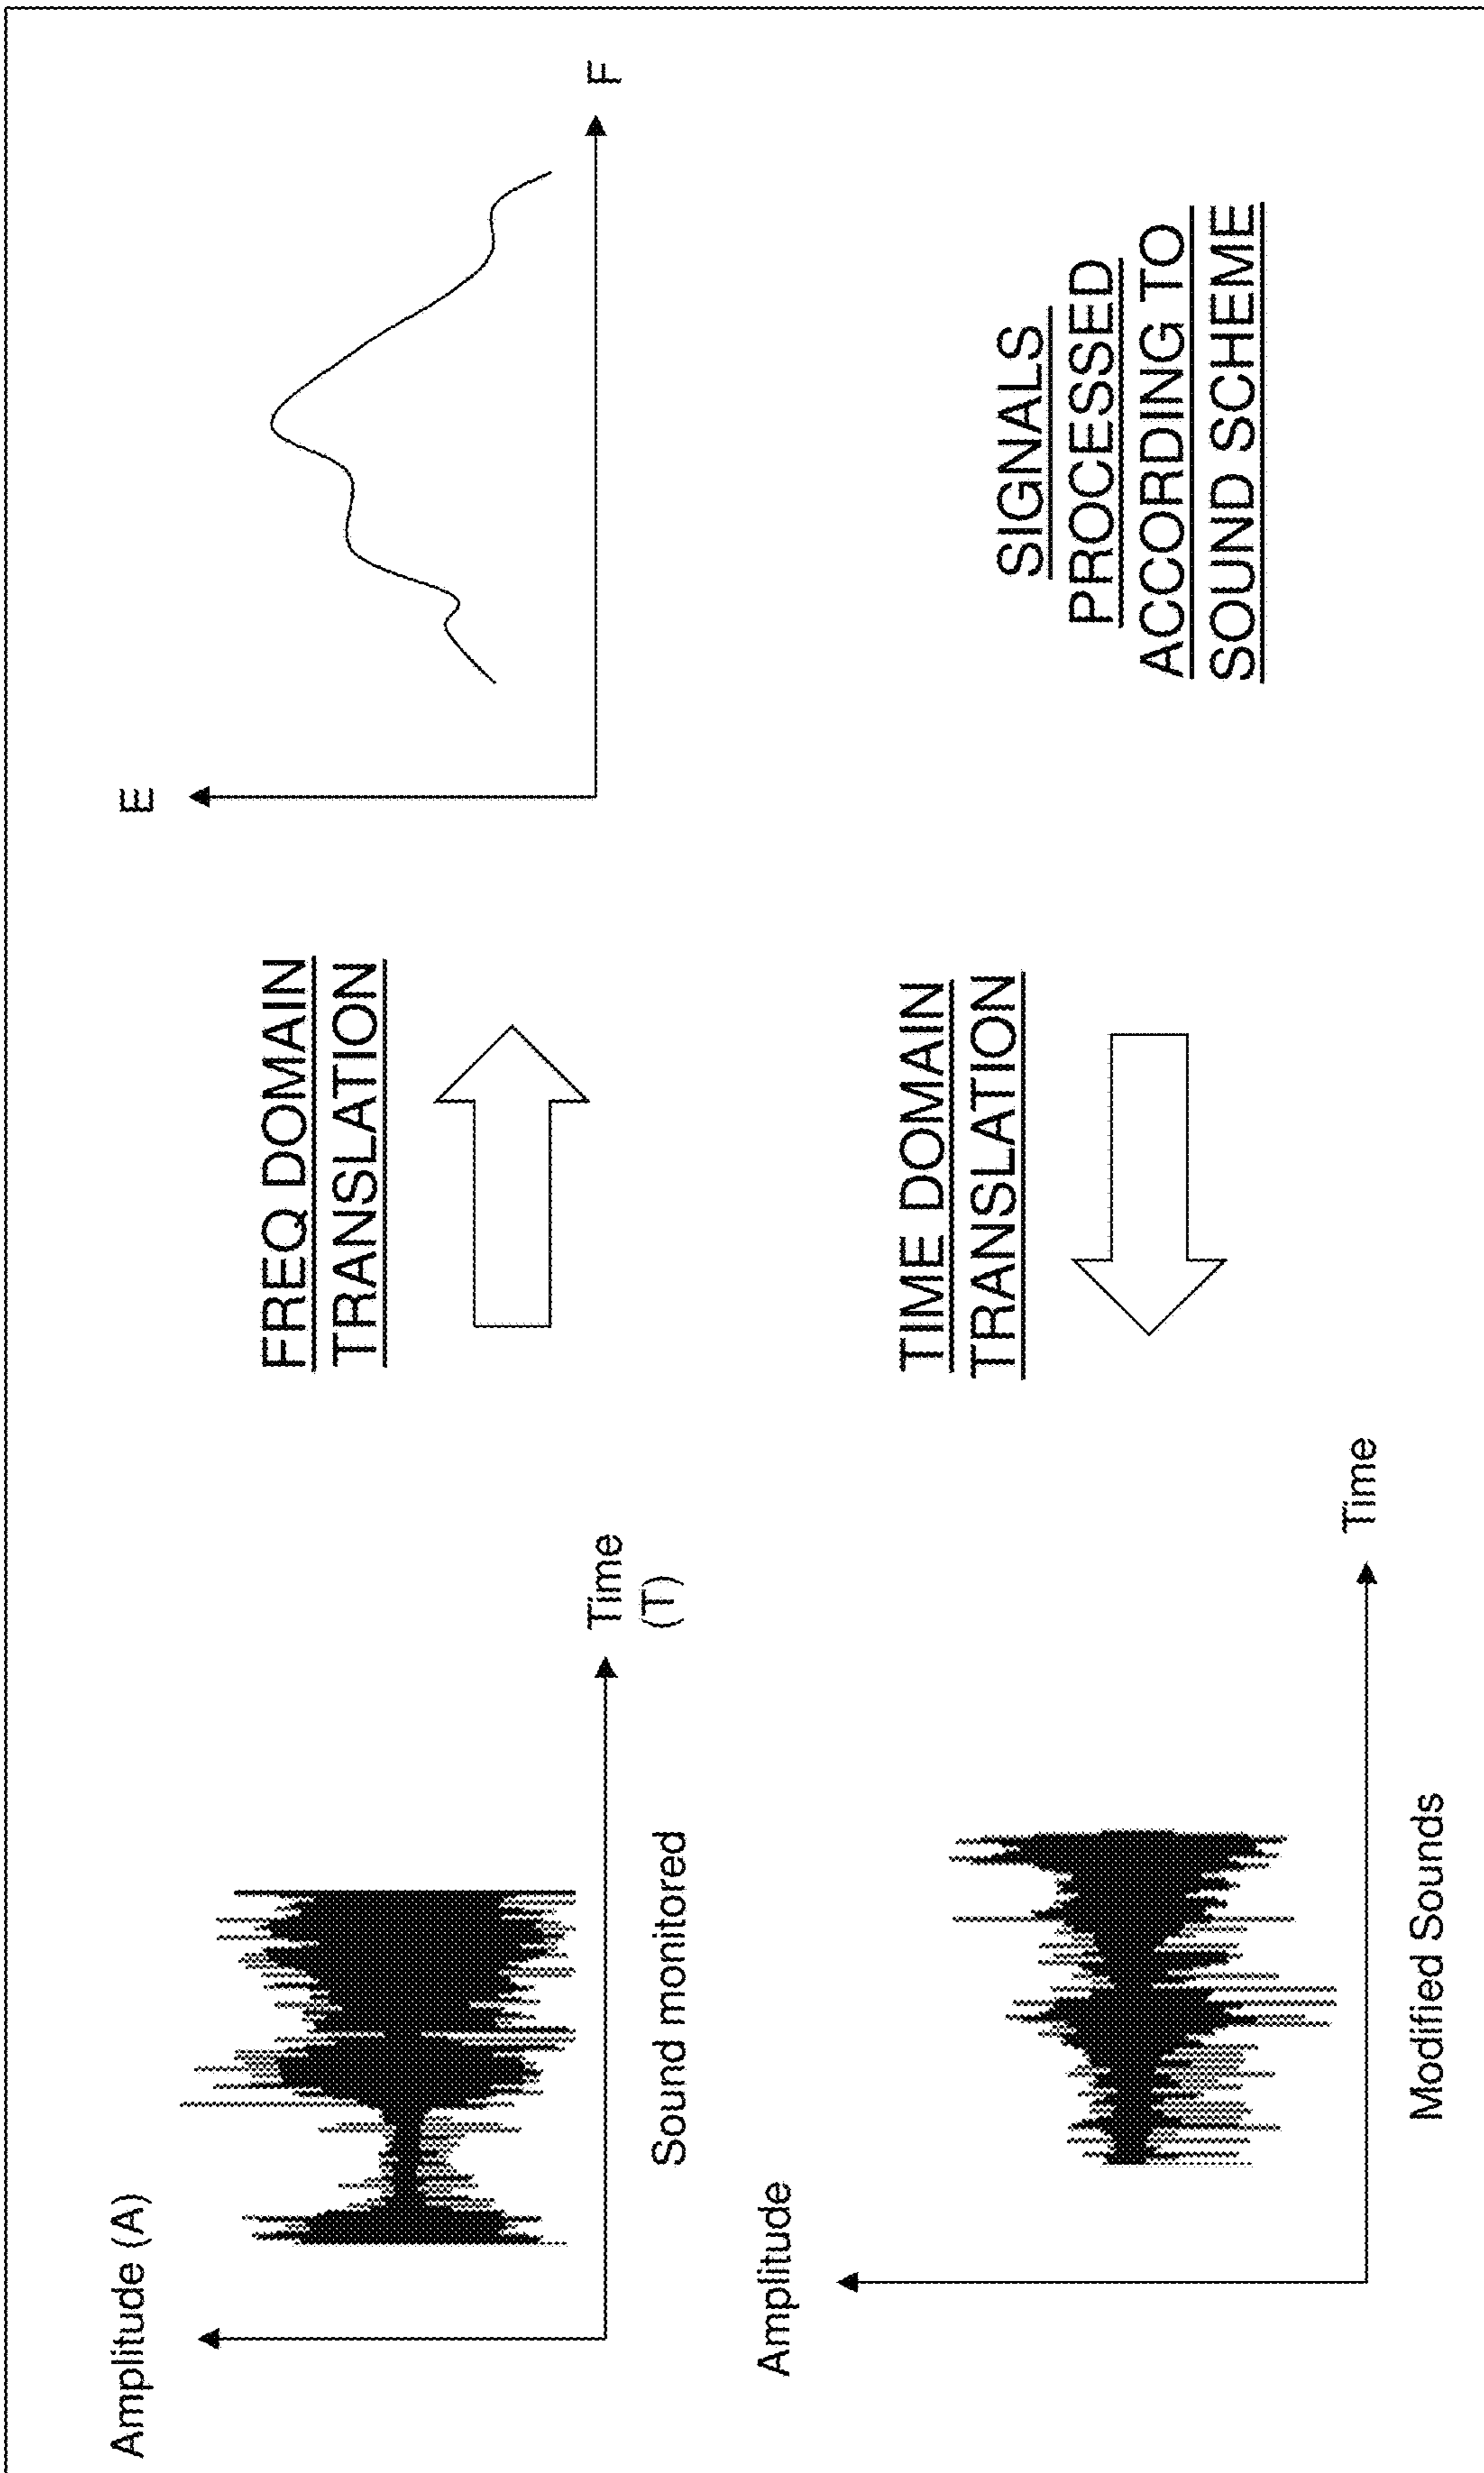 Amplitude (A)
Time
(T)
Sound monitored
FREQ DOMAIN
TRANSLATION
E
F
Amplitude
Time
Modified Sounds
TIME DOMAIN
TRANSLATION
SIGNALS
PROCESSED
ACCORDING TO
SOUND SCHEME